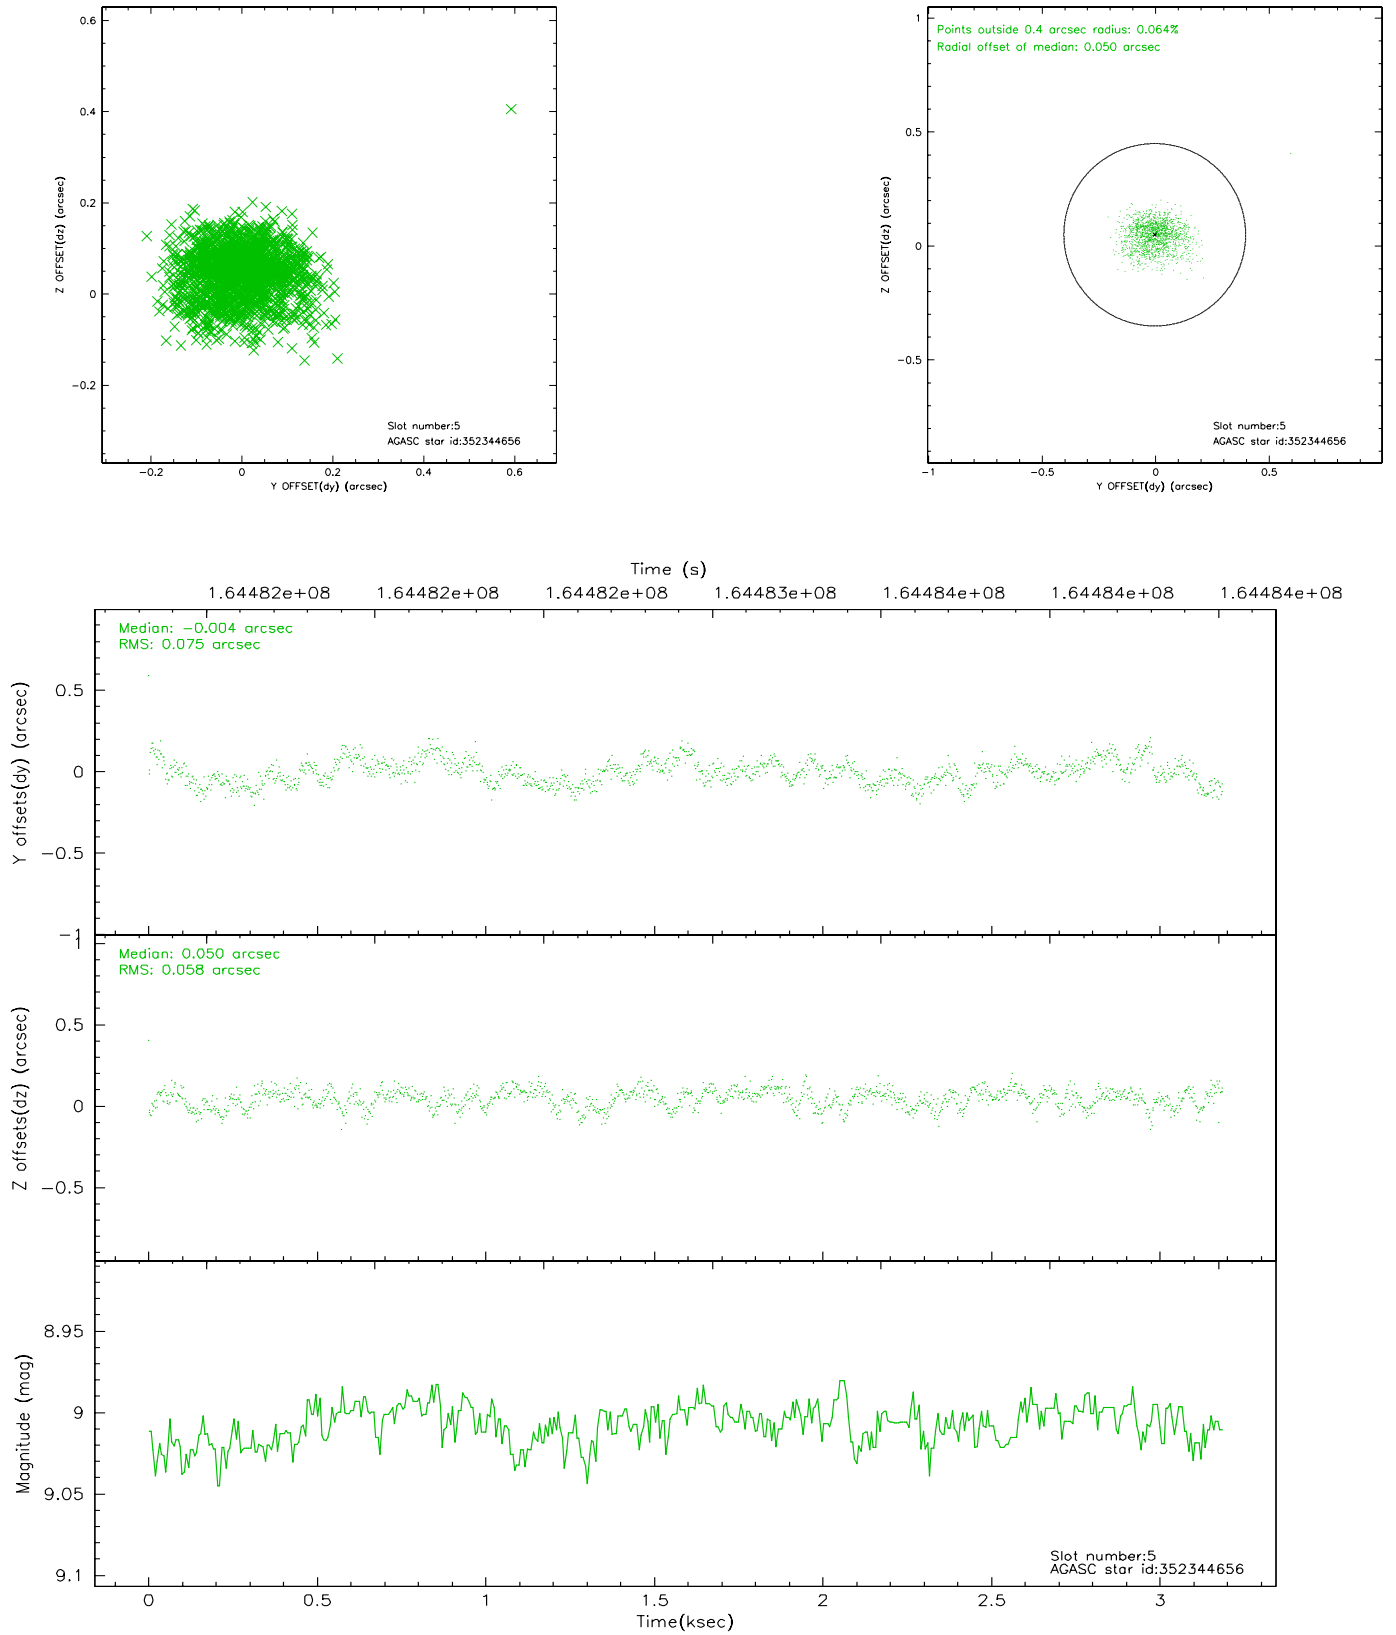 0.6
0.4
0.2
0
−0.2
Z OFFSET(dz) (arcsec)
Slot number:5
AGASC star id:352344656
−0.2 0 0.2 0.4 0.6
Y OFFSET(dy) (arcsec)
Points outside 0.4 arcsec radius: 0.064%
Radial offset of median: 0.050 arcsec
1
0.5
0
−0.5
Z OFFSET(dz) (arcsec)
Slot number:5
AGASC star id:352344656
−1 −0.5 0 0.5
Y OFFSET(dy) (arcsec)
Time (s)
1.64482e+08 1.64482e+08 1.64482e+08 1.64483e+08 1.64484e+08 1.64484e+08 1.64484e+08
Median: −0.004 arcsec
RMS: 0.075 arcsec
0.5
0
−0.5
−1
Y offsets(dy) (arcsec)
Median: 0.050 arcsec
RMS: 0.058 arcsec
1
0.5
0
−0.5
Z offsets(dz) (arcsec)
8.95
9
9.05
9.1
Magnitude (mag)
Slot number:5
AGASC star id:352344656
0 0.5 1 1.5 2 2.5 3
Time(ksec)